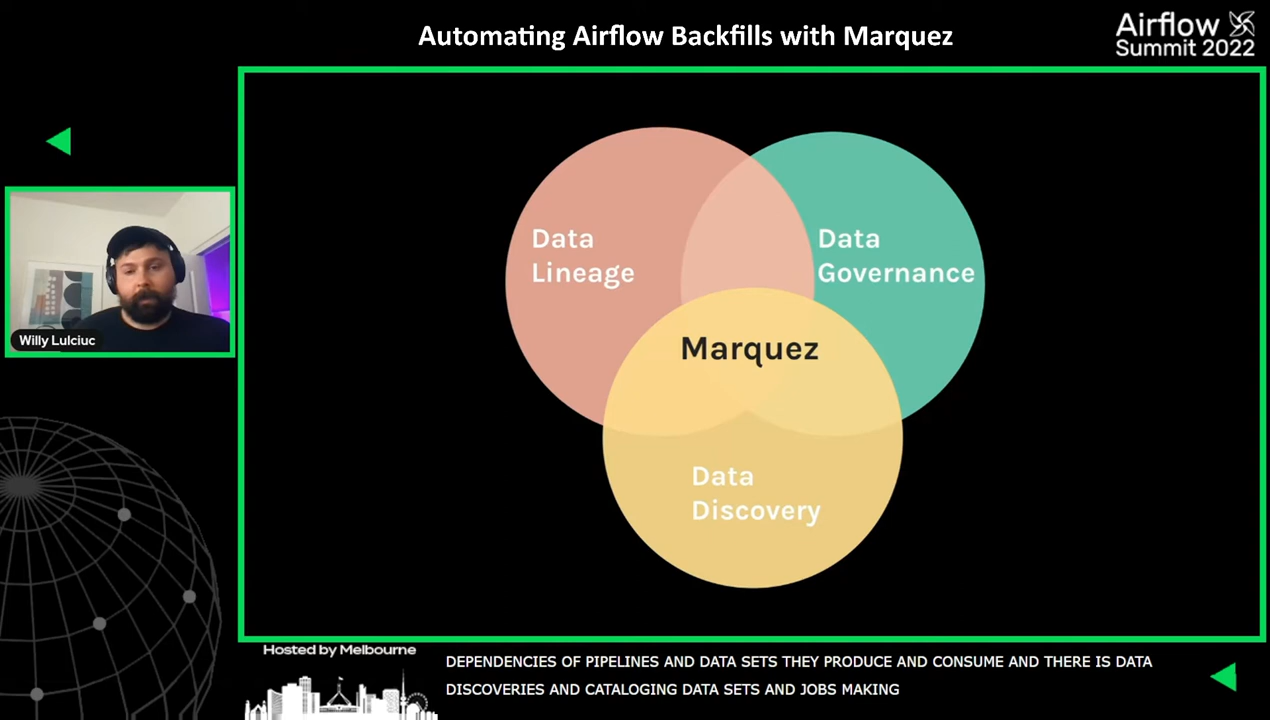 Automating Airflow Backfills with Marquez
Airflow
Summit 2022
Data
Lineage
Data
Governance
Marquez
Data
Discovery
Willy Lulciuc
Hosted by Melbourne
DEPENDENCIES OF PIPELINES AND DATA SETS THEY PRODUCE AND CONSUME AND THERE IS DATA
DISCOVERIES AND CATALOGING DATA SETS AND JOBS MAKING